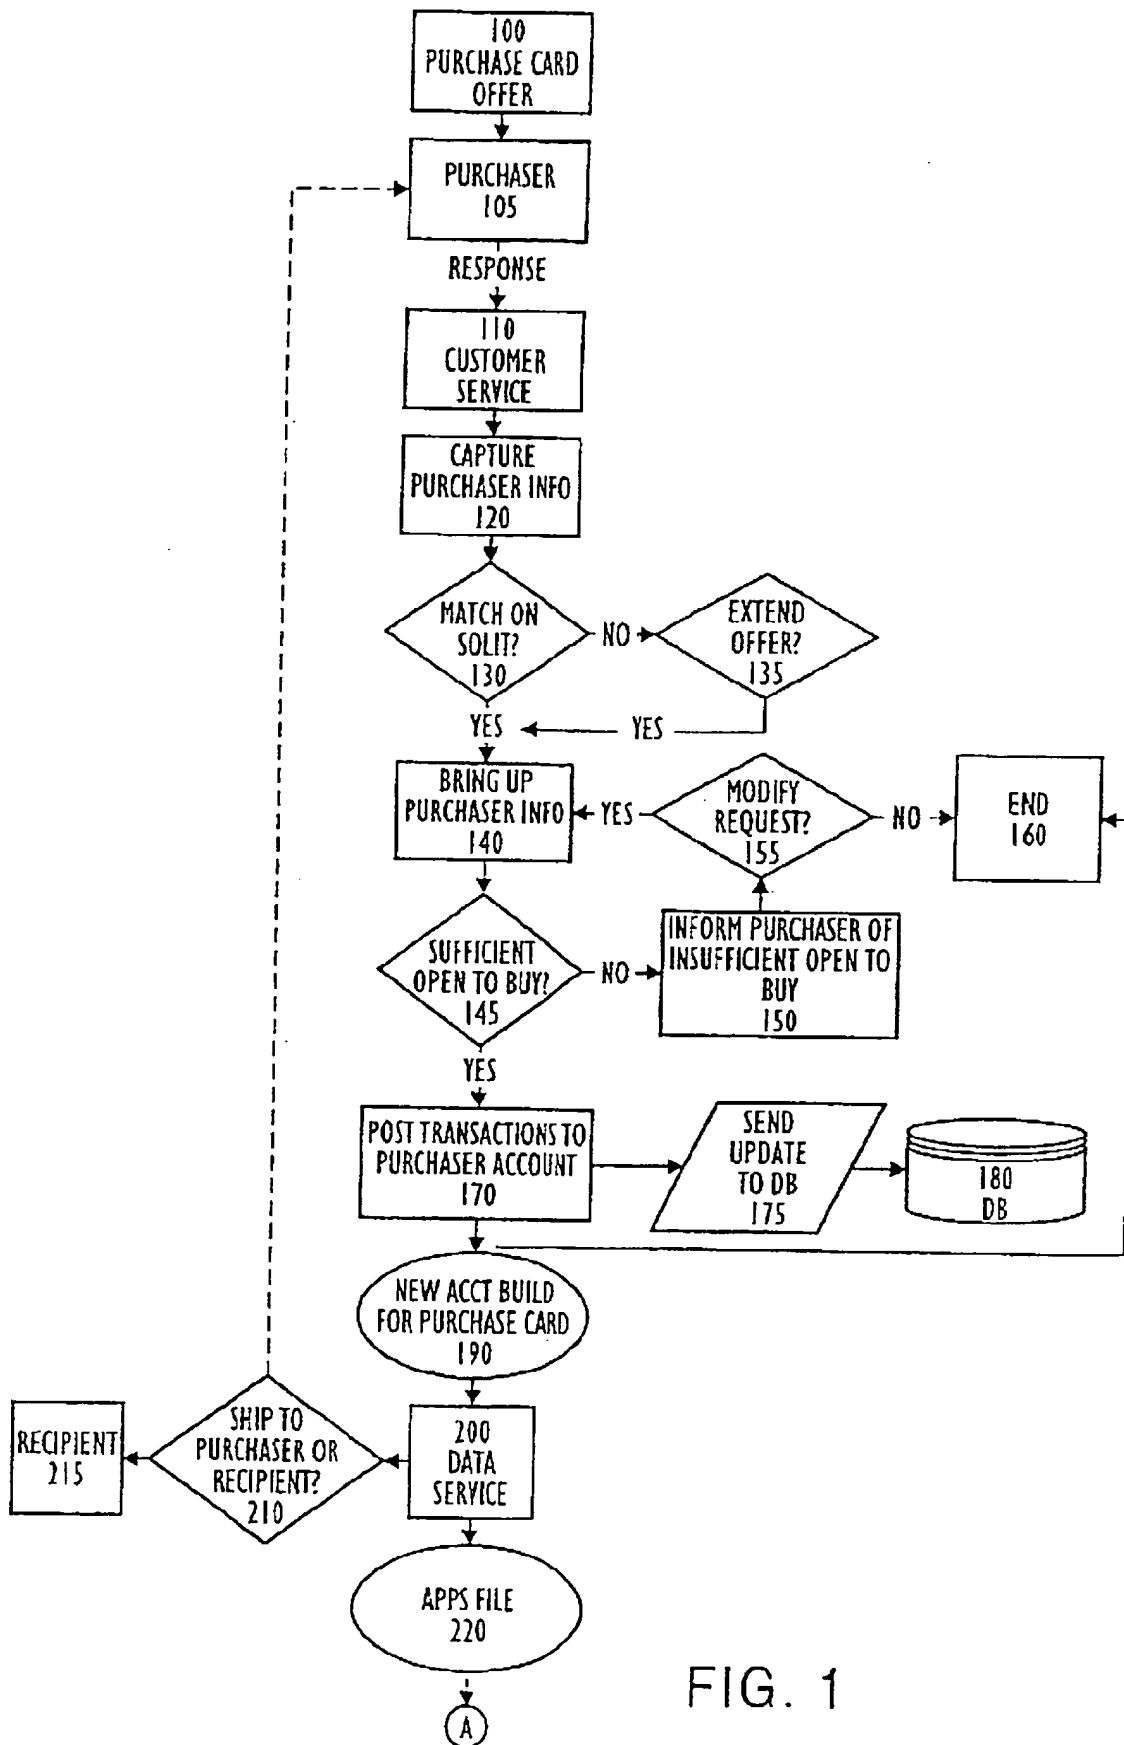 100
PURCHASE CARD
OFFER
PURCHASER
105
RESPONSE
110
CUSTOMER
SERVICE
CAPTURE
PURCHASER INFO
120
MATCH ON
SOLIT?
130
NO
EXTEND
OFFER?
135
YES
YES
BRING UP
PURCHASER INFO
140
YES
MODIFY
REQUEST?
155
NO
END
160
SUFFICIENT
OPEN TO BUY?
145
NO
INFORM PURCHASER OF
INSUFFICIENT OPEN TO
BUY
150
YES
POST TRANSACTIONS TO
PURCHASER ACCOUNT
170
SEND
UPDATE
TO DB
175
180
DB
NEW ACCT BUILD
FOR PURCHASE CARD
190
RECIPIENT
215
SHIP TO
PURCHASER OR
RECIPIENT?
210
200
DATA
SERVICE
APPS FILE
220
A
FIG. 1